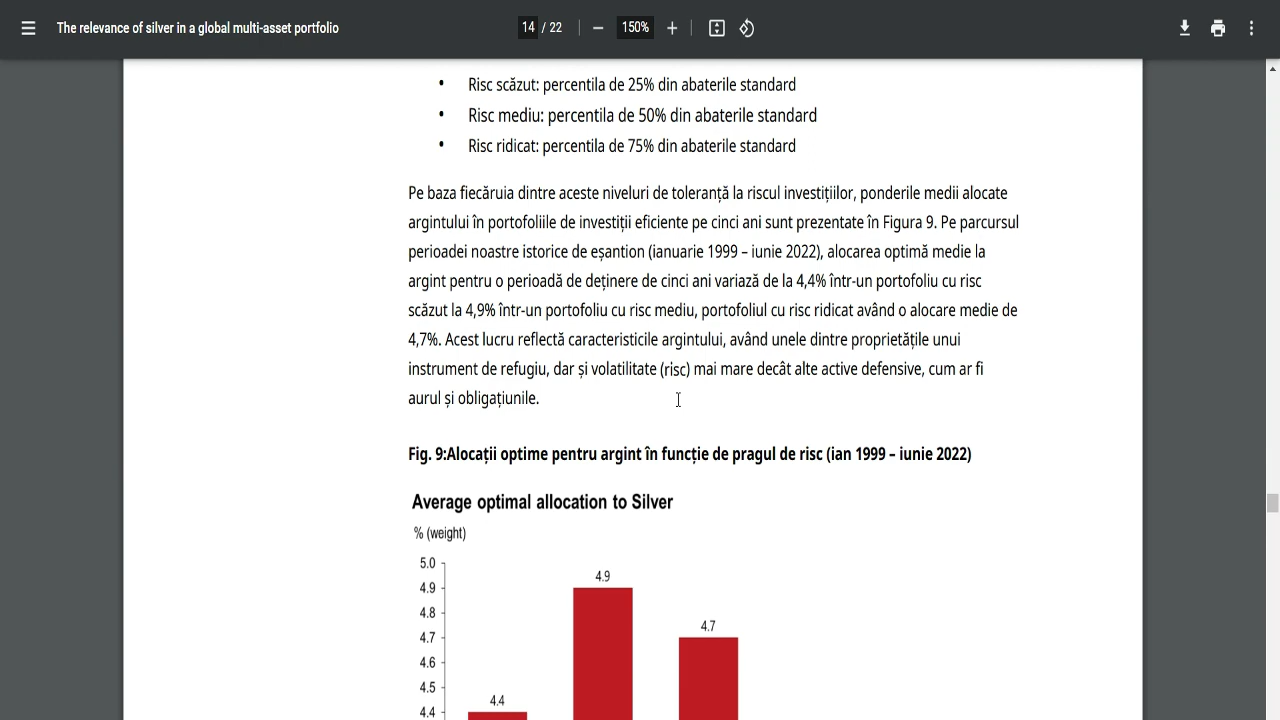 The relevance of silver in a global multi-asset portfolio
14 / 22
150%
• Risc scăzut: percentila de 25% din abaterile standard
• Risc mediu: percentila de 50% din abaterile standard
• Risc ridicat: percentila de 75% din abaterile standard
Pe baza fiecăruia dintre aceste niveluri de toleranță la riscul investițiilor, ponderile medii alocate
argintului în portofoliile de investiții eficiente pe cinci ani sunt prezentate în Figura 9. Pe parcursul
perioadei noastre istorice de eșantion (ianuarie 1999 – iunie 2022), alocarea optimă medie la
argint pentru o perioadă de deținere de cinci ani variază de la 4,4% într-un portofoliu cu risc
scăzut la 4,9% într-un portofoliu cu risc mediu, portofoliul cu risc ridicat având o alocare medie de
4,7%. Acest lucru reflectă caracteristicile argintului, având unele dintre proprietățile unui
instrument de refugiu, dar și volatilitate (risc) mai mare decât alte active defensive, cum ar fi
aurul și obligațiunile.
Fig. 9:Alocații optime pentru argint în funcție de pragul de risc (ian 1999 – iunie 2022)
Average optimal allocation to Silver
% (weight)
5.0
4.9
4.8
4.7
4.6
4.5
4.4
4.4
4.9
4.7